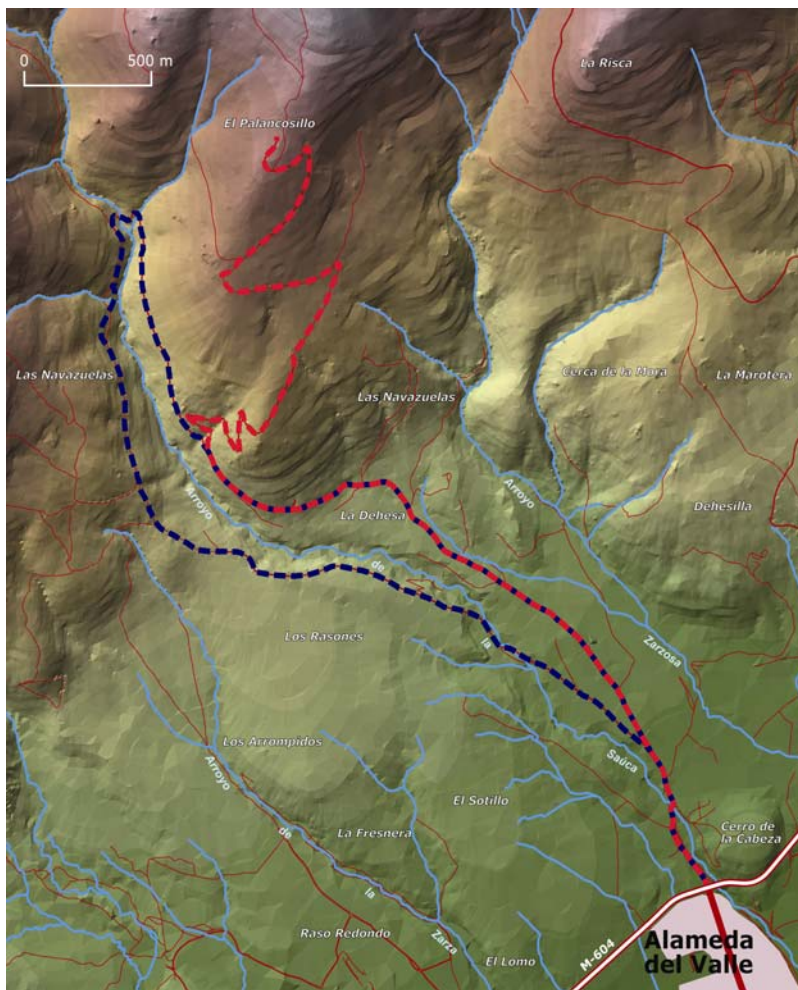 0 500 m
La Risca
El Palancosillo
Las Navazuelas
Cerca de la Mora
La Marotera
Las Navazuelas
Arroyo
Arroyo
Dehesilla
La Dehesa
de
Los Rasones
la
Zarzosa
Los Arrompidos
Saúca
Arroyo
El Sotillo
de
La Fresnera
Cerro de
la Cabeza
la
Raso Redondo
Zarza
El Lomo
M-604
Alameda
del Valle